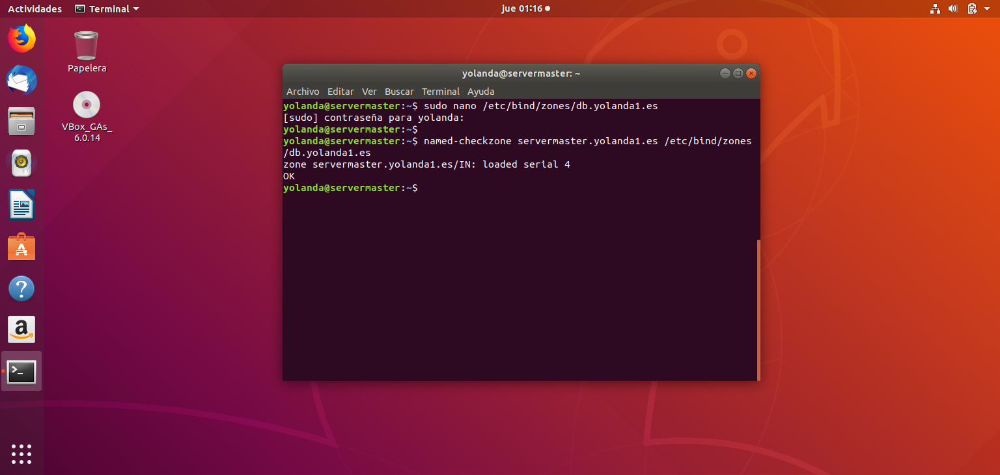 Actividades
Terminal
jue 01:16
Papelera
VBox_GAs_
6.0.14
yolanda@servermaster: ~
Archivo Editar Ver Buscar Terminal Ayuda
yolanda@servermaster:~$ sudo nano /etc/bind/zones/db.yolanda1.es
[sudo] contraseña para yolanda:
yolanda@servermaster:~$
yolanda@servermaster:~$ named-checkzone servermaster.yolanda1.es /etc/bind/zones
/db.yolanda1.es
zone servermaster.yolanda1.es/IN: loaded serial 4
OK
yolanda@servermaster:~$